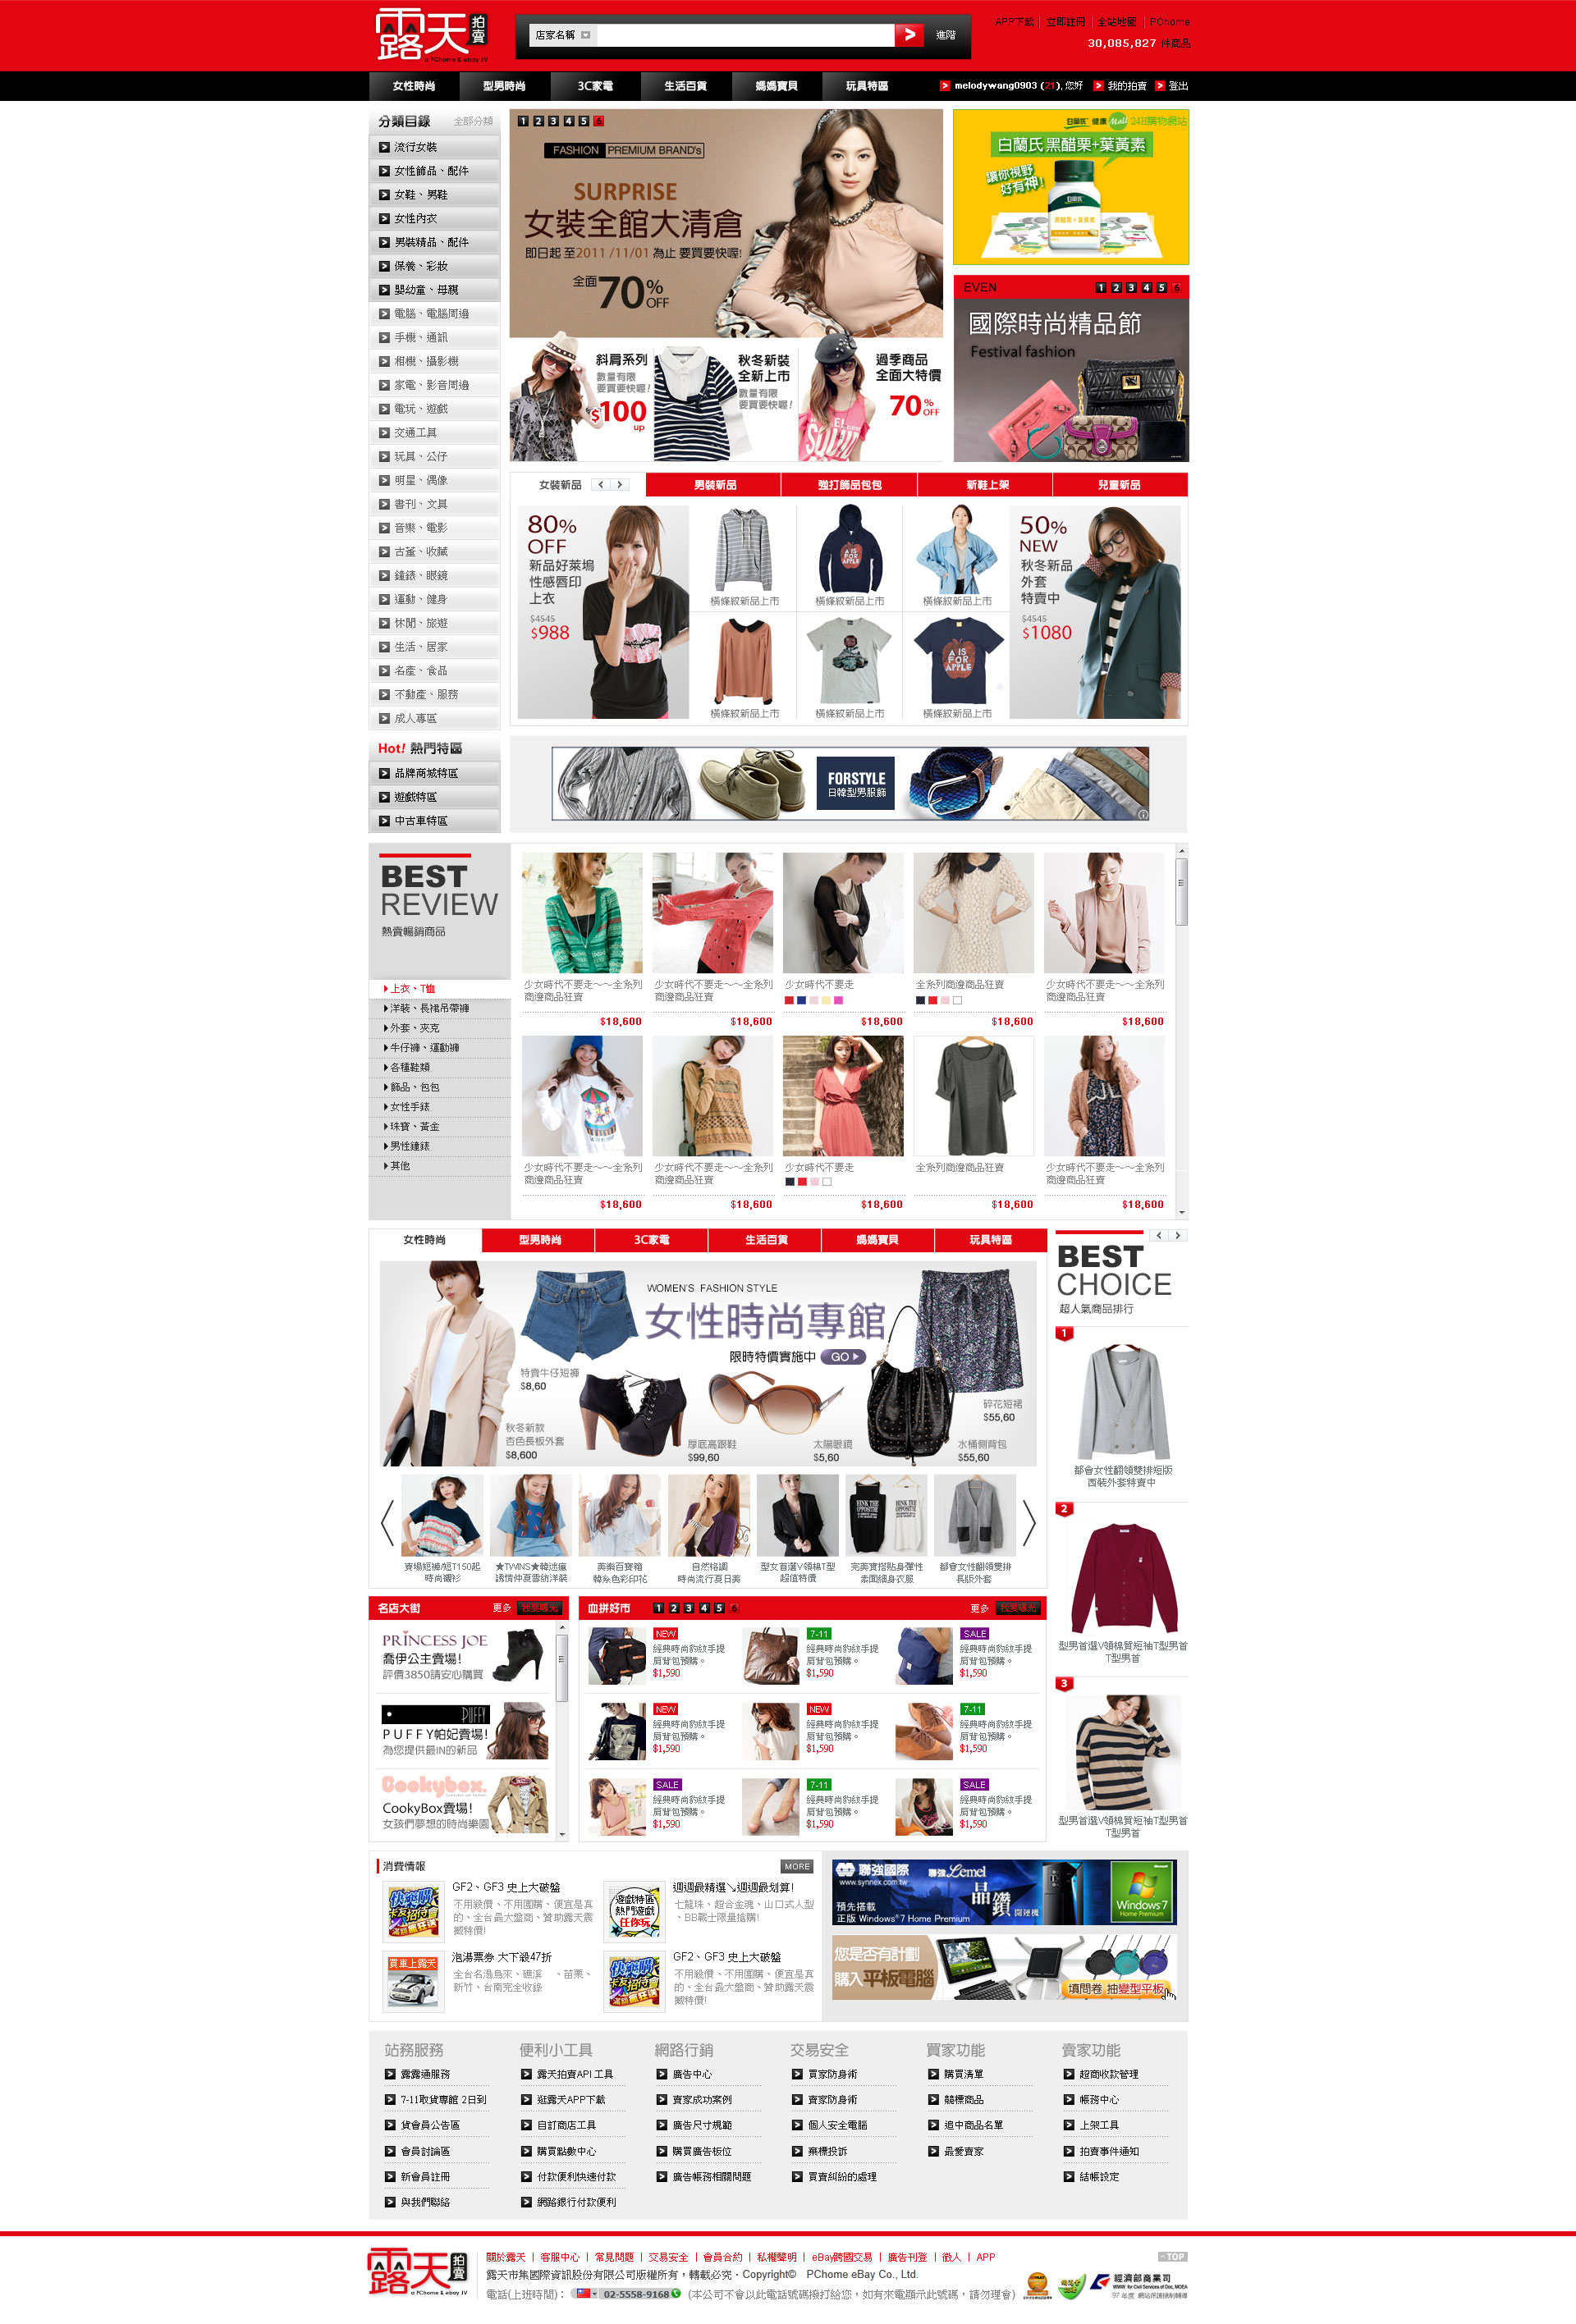 露天拍賣
a PChome & ebay JV
店家名稱
進階
APP下載
立即註冊
全站地圖
PChome
30,085,827 件商品
女性時尚
型男時尚
3C家電
生活百貨
媽媽寶貝
玩具特區
melodywang0903 (21), 您好
我的拍賣
登出
分類目錄
全部分類
流行女裝
女性飾品、配件
女鞋、男鞋
女性內衣
男裝精品、配件
保養、彩妝
嬰幼童、母親
電腦、電腦周邊
手機、通訊
相機、攝影機
家電、影音周邊
電玩、遊戲
交通工具
玩具、公仔
明星、偶像
書刊、文具
音樂、電影
古董、收藏
鐘錶、眼鏡
運動、健身
休閒、旅遊
生活、居家
名產、食品
不動產、服務
成人專區
Hot! 熱門特區
品牌商城特區
遊戲特區
中古車特區
1 2 3 4 5 6
FASHION PREMIUM BRAND's
SURPRISE
女裝全館大清倉
即日起 至2011 /11/01 為止 要買要快喔!
全面70% OFF
斜肩系列
數量有限
要買要快喔!
$100 up
秋冬新裝
全新上市
數量有限
要買要快喔!
過季商品
全面大特價
70% OFF
白蘭氏 健康 Mall 24H購物網站
白蘭氏 黑醋栗+葉黃素
讓你視野
好有神!
EVEN
1 2 3 4 5 6
國際時尚精品節
Festival fashion
女裝新品
男裝新品
強打飾品包包
新鞋上架
兒童新品
80% OFF
新品好萊塢
性感唇印
上衣
$4545
$988
橫條紋新品上市
橫條紋新品上市
橫條紋新品上市
橫條紋新品上市
橫條紋新品上市
橫條紋新品上市
50% NEW
秋冬新品
外套
特賣中
$4545
$1080
FORSTYLE
日韓型男服飾
BEST
REVIEW
熱賣暢銷商品
上衣、T恤
洋裝、長裙吊帶褲
外套、夾克
牛仔褲、運動褲
各種鞋類
飾品、包包
女性手錶
珠寶、黃金
男性鐘錶
其他
少女時代不要走~~全系列
商邊商品狂賣
$18,600
少女時代不要走~~全系列
商邊商品狂賣
$18,600
少女時代不要走
$18,600
全系列商邊商品狂賣
$18,600
少女時代不要走~~全系列
商邊商品狂賣
$18,600
少女時代不要走~~全系列
商邊商品狂賣
$18,600
少女時代不要走~~全系列
商邊商品狂賣
$18,600
少女時代不要走
$18,600
全系列商邊商品狂賣
$18,600
少女時代不要走~~全系列
商邊商品狂賣
$18,600
女性時尚
型男時尚
3C家電
生活百貨
媽媽寶貝
玩具特區
WOMEN'S FASHION STYLE
女性時尚專館
限時特價實施中 GO
特賣牛仔短褲
$8,60
秋冬新款
杏色長板外套
$8,600
厚底高跟鞋
$99,60
太陽眼鏡
$5,60
水桶側背包
$55,60
碎花短裙
$55,60
賣場短褲/短T150起
時尚襯衫
★TWINS★韓迷瘋
誘情仲夏雪紡洋裝
美樂百寶箱
韓系色彩印花
自然格調
時尚流行夏日美
型女首選V領棉T型
超值特價
完美實搭貼身彈性
素面細身衣服
都會女性翻領雙排
長版外套
BEST
CHOICE
超人氣商品排行
1
都會女性翻領雙排短版
西裝外套特賣中
2
型男首選V領棉質短袖T型男首
T型男首
3
型男首選V領棉質短袖T型男首
T型男首
名店大街
更多
PRINCESS JOE
喬伊公主賣場!
評價3850請安心購買
PUFFY
PUFFY帕妃賣場!
為您提供最IN的新品
Cookybox.
CookyBox賣場!
女孩們夢想的時尚樂園
血拼好市
1 2 3 4 5 6
更多
NEW
經典時尚豹紋手提
肩背包預購。
$1,590
7-11
經典時尚豹紋手提
肩背包預購。
$1,590
SALE
經典時尚豹紋手提
肩背包預購。
$1,590
NEW
經典時尚豹紋手提
肩背包預購。
$1,590
NEW
經典時尚豹紋手提
肩背包預購。
$1,590
7-11
經典時尚豹紋手提
肩背包預購。
$1,590
SALE
經典時尚豹紋手提
肩背包預購。
$1,590
7-11
經典時尚豹紋手提
肩背包預購。
$1,590
SALE
經典時尚豹紋手提
肩背包預購。
$1,590
消費情報
MORE
GF2、GF3 史上大破盤
不用殺價、不用團購、便宜是真
的、全台最大盤商、贊助露天震
撼特價!
遊戲特區
熱門遊戲
任你玩
週週最精選↘週週最划算!
七龍珠、超合金魂、山口式人型
、BB戰士限量搶購!
買車上露天
泡湯票券 大下殺47折
全台名湯烏來、礁溪 、苗栗、
新竹、台南完全收錄
GF2、GF3 史上大破盤
不用殺價、不用團購、便宜是真
的、全台最大盤商、贊助露天震
撼特價!
聯強國際
www.synnex.com.tw
聯強Lemel
晶鑽
預先搭載
正版 Windows® 7 Home Premium
Windows7
Home Premium
您是否有計劃
購入平板電腦
填問卷 抽變型平板
站務服務
露露通服務
7-11取貨專館 2日到
貨會員公告區
會員討論區
新會員註冊
與我們聯絡
便利小工具
露天拍賣API 工具
逛露天APP下載
自訂商店工具
購買點數中心
付款便利快速付款
網路銀行付款便利
網路行銷
廣告中心
賣家成功案例
廣告尺寸規範
購買廣告板位
廣告帳務相關問題
交易安全
買家防身術
賣家防身術
個人安全電腦
棄標投訴
買賣糾紛的處理
買家功能
購買清單
競標商品
追中商品名單
最愛賣家
賣家功能
超商收款管理
帳務中心
上架工具
拍賣事件通知
結帳設定
露天拍賣
a PChome & ebay JV
關於露天 | 客服中心 | 常見問題 | 交易安全 | 會員合約 | 私權聲明 | eBay跨國交易 | 廣告刊登 | 徵人 | APP
TOP
露天市集國際資訊股份有限公司版權所有，轉載必究・Copyright© PChome eBay Co., Ltd.
電話(上班時間)： 02-5558-9168 (本公司不會以此電話號碼撥打給您，如有來電顯示此號碼，請勿理會)
經濟部商業司
97 年度